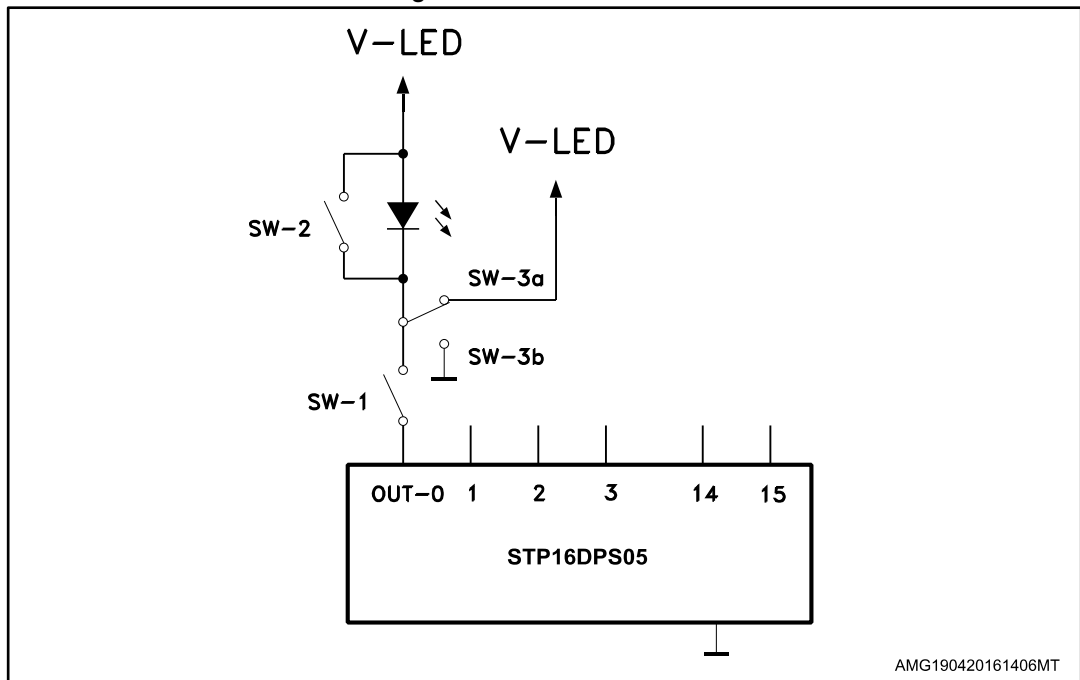 V-LED
V-LED
SW-2
SW-3a
SW-3b
SW-1
OUT-0 1 2 3 14 15
STP16DPS05
AMG190420161406MT